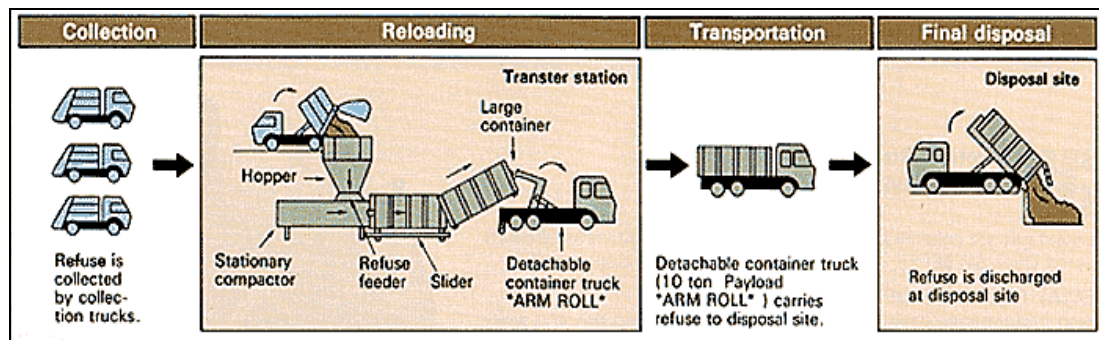 Collection
Reloading
Transportation
Final disposal
Refuse is
collected
by collec-
tion trucks.
Transter station
Large
container
Hopper
Stationary
compactor
Refuse
feeder
Slider
Detachable
container truck
"ARM ROLL"
Detachable container truck
(10 ton Payload
"ARM ROLL" ) carries
refuse to disposal site.
Disposal site
Refuse is discharged
at disposal site